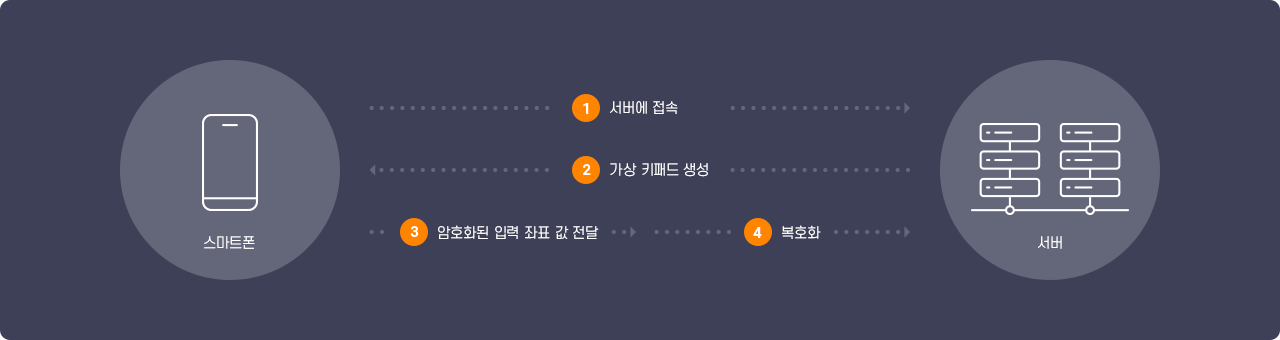 1 서버에 접속
2 가상 키패드 생성
3 암호화된 입력 좌표 값 전달
4 복호화
스마트폰
서버